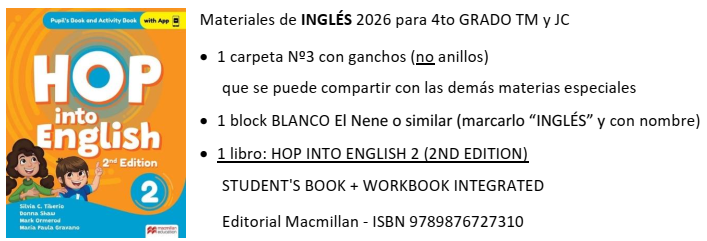 Pupil's Book and Activity Book with App
HOP
into
English
2nd Edition
2
Silvia C. Tiberio
Donna Shaw
Mark Ormerod
María Paula Gravano
macmillan
education
Materiales de INGLÉS 2026 para 4to GRADO TM y JC
• 1 carpeta Nº3 con ganchos (no anillos)
que se puede compartir con las demás materias especiales
• 1 block BLANCO El Nene o similar (marcarlo “INGLÉS” y con nombre)
• 1 libro: HOP INTO ENGLISH 2 (2ND EDITION)
STUDENT'S BOOK + WORKBOOK INTEGRATED
Editorial Macmillan - ISBN 9789876727310